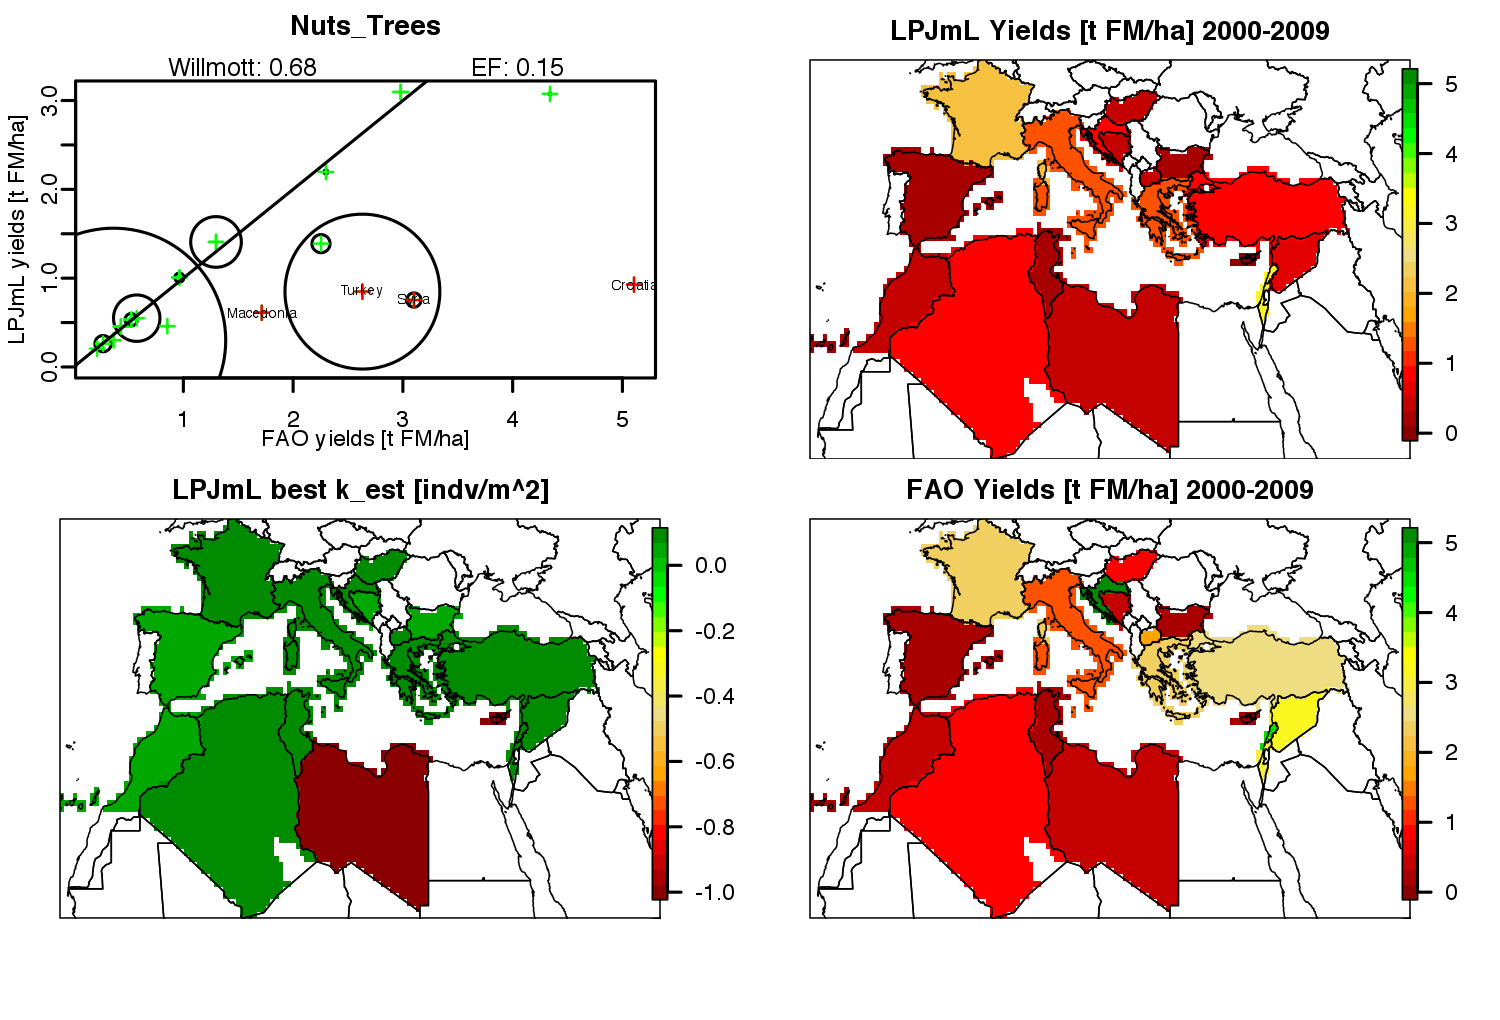 Nuts_Trees
Willmott: 0.68 EF: 0.15
LPJmL yields [t FM/ha]
3.0
2.0
1.0
0.0
Macedonia
Turkey
Syria
Croatia
1 2 3 4 5
FAO yields [t FM/ha]
LPJmL Yields [t FM/ha] 2000-2009
5
4
3
2
1
0
LPJmL best k_est [indv/m^2]
0.0
-0.2
-0.4
-0.6
-0.8
-1.0
FAO Yields [t FM/ha] 2000-2009
5
4
3
2
1
0